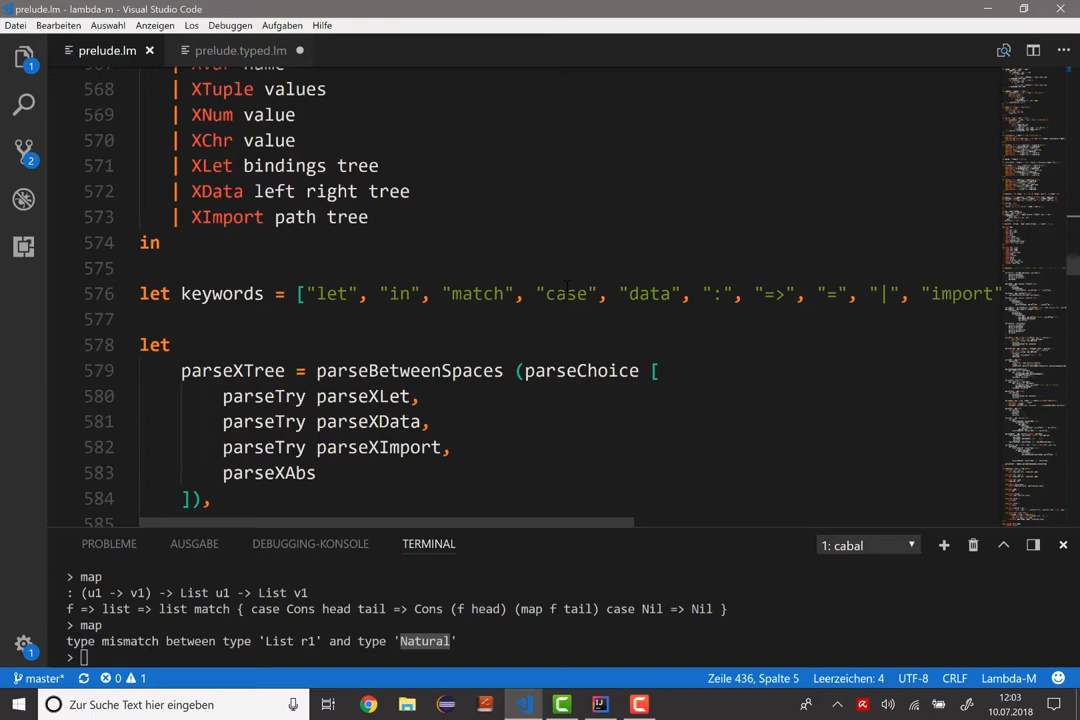 prelude.lm - lambda-m - Visual Studio Code
Datei Bearbeiten Auswahl Anzeigen Los Debuggen Aufgaben Hilfe
prelude.lm prelude.typed.lm
568 | XTuple values
569 | XNum value
570 | XChr value
571 | XLet bindings tree
572 | XData left right tree
573 | XImport path tree
574 in
575
576 let keywords = ["let", "in", "match", "case", "data", ":", "=>", "=", "|", "import"
577
578 let
579 parseXTree = parseBetweenSpaces (parseChoice [
580 parseTry parseXLet,
581 parseTry parseXData,
582 parseTry parseXImport,
583 parseXAbs
584 ]),
585
PROBLEME AUSGABE DEBUGGING-KONSOLE TERMINAL 1: cabal
> map
: (u1 -> v1) -> List u1 -> List v1
f => list => list match { case Cons head tail => Cons (f head) (map f tail) case Nil => Nil }
> map
type mismatch between type 'List r1' and type 'Natural'
>
master* 0 1 Zeile 436, Spalte 5 Leerzeichen: 4 UTF-8 CRLF Lambda-M
Zur Suche Text hier eingeben 12:03
10.07.2018